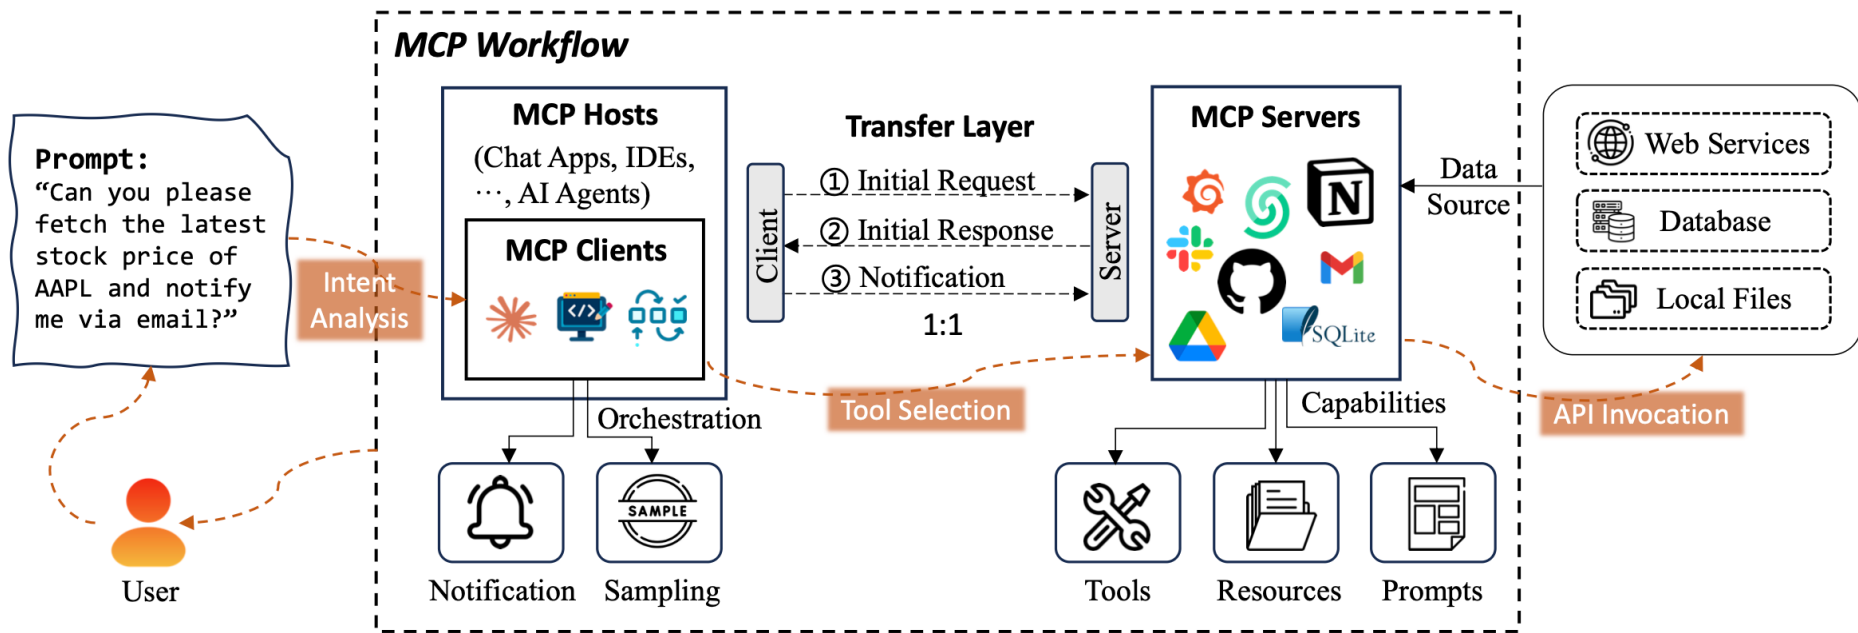 MCP Workflow
Prompt:
“Can you please
fetch the latest
stock price of
AAPL and notify
me via email?”
User
Intent
Analysis
MCP Hosts
(Chat Apps, IDEs,
···, AI Agents)
MCP Clients
</>
Orchestration
Notification
SAMPLE
Sampling
Transfer Layer
Client
① Initial Request
② Initial Response
③ Notification
1:1
Server
Tool Selection
MCP Servers
N
SQLite
Capabilities
Tools
Resources
Prompts
Data
Source
API Invocation
Web Services
Database
Local Files